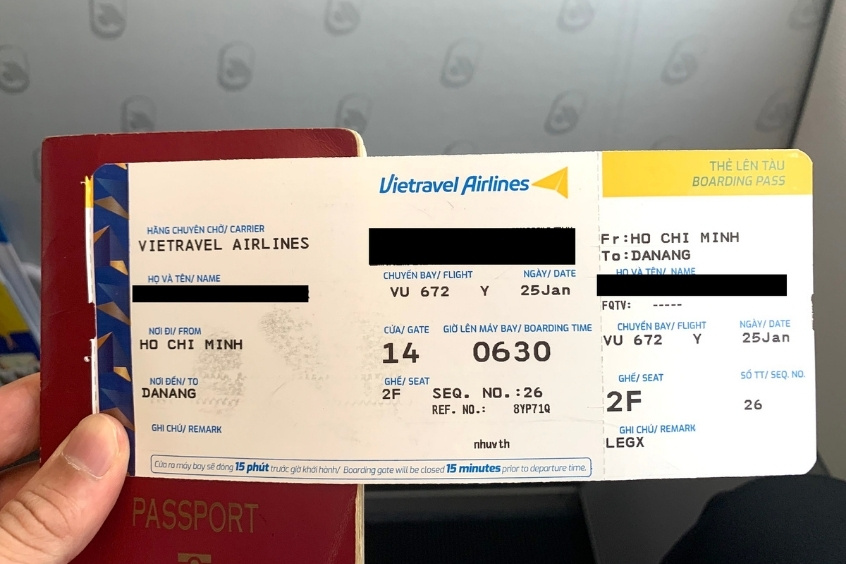 Vietravel Airlines
THẺ LÊN TÀU
BOARDING PASS
HÃNG CHUYÊN CHỞ/ CARRIER
VIETRAVEL AIRLINES
HỌ VÀ TÊN/ NAME
NƠI ĐI/ FROM
HO CHI MINH
NƠI ĐẾN/ TO
DANANG
GHI CHÚ/ REMARK
CHUYẾN BAY/ FLIGHT NGÀY/ DATE
VU 672 Y 25Jan
CỬA/ GATE GIỜ LÊN MÁY BAY/ BOARDING TIME
14 0630
GHẾ/ SEAT
2F SEQ. NO.:26
REF. NO.: 8YP71Q
nhuvth
Cửa ra máy bay sẽ đóng 15 phút trước giờ khởi hành/ Boarding gate will be closed 15 minutes prior to departure time.
Fr:HO CHI MINH
To:DANANG
HỌ VÀ TÊN/ NAME
FQTV: -----
CHUYẾN BAY/ FLIGHT NGÀY/ DATE
VU 672 Y 25Jan
GHẾ/ SEAT SỐ TT/ SEQ. NO.
2F 26
GHI CHÚ/ REMARK
LEGX
PASSPORT